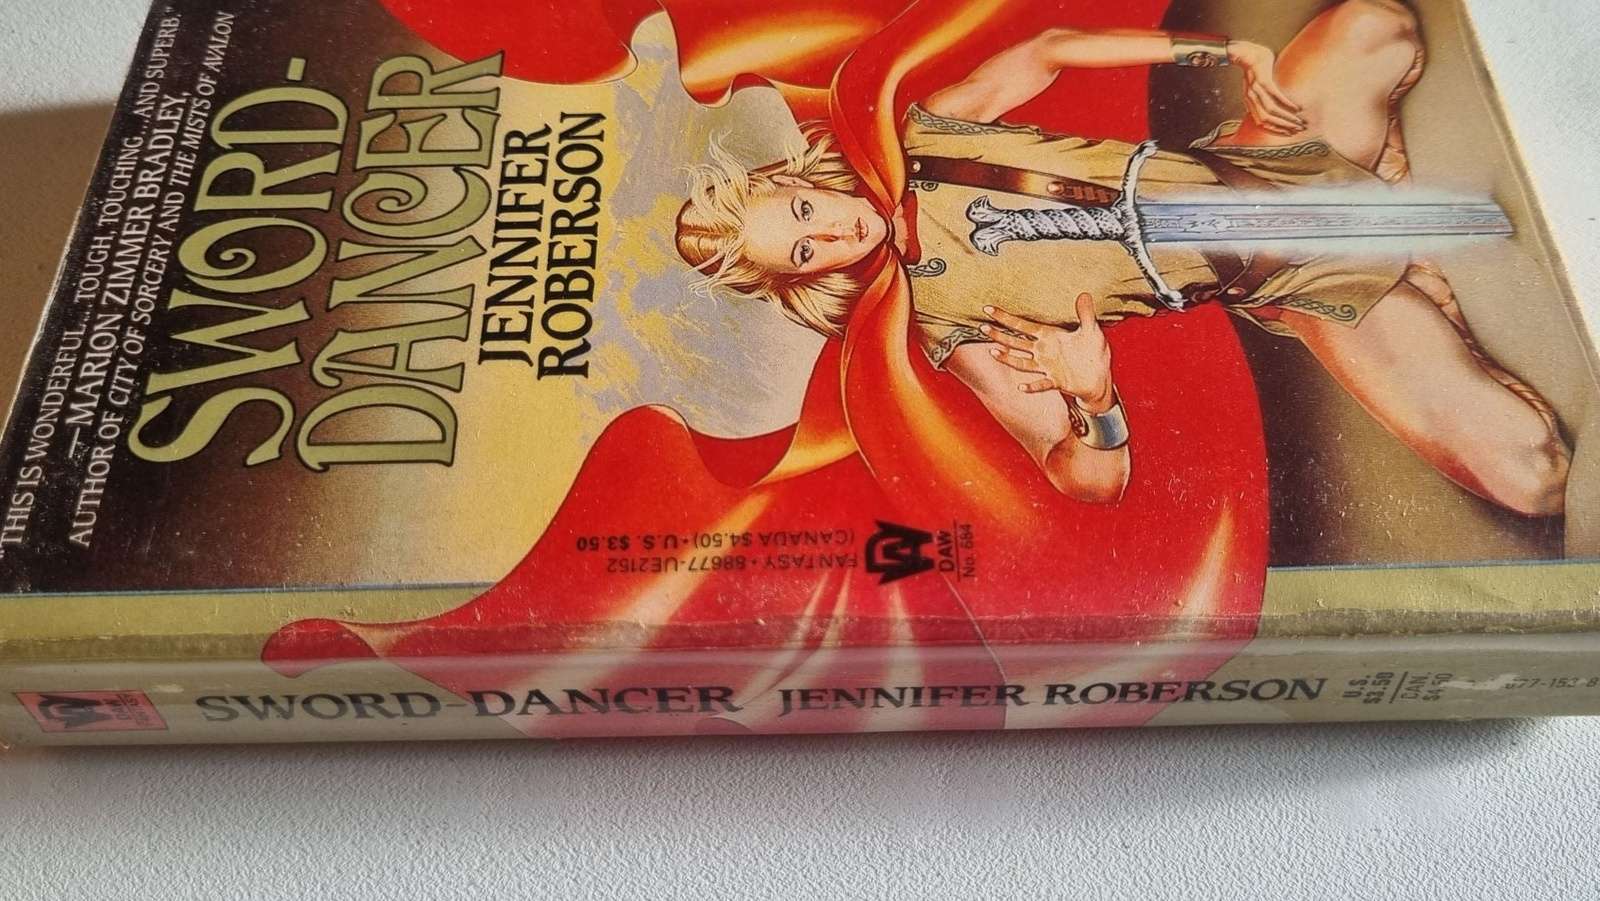 "THIS IS WONDERFUL...TOUGH, TOUCHING...AND SUPERB."
—MARION ZIMMER BRADLEY,
AUTHOR OF CITY OF SORCERY AND THE MISTS OF AVALON
SWORD-
DANCER
JENNIFER
ROBERSON
DAW
No. 684
FANTASY • 88677-UE2152
(CANADA $4.50) • U.S. $3.50
SWORD-DANCER JENNIFER ROBERSON
U.S.
$3.50
CAN.
$4.50